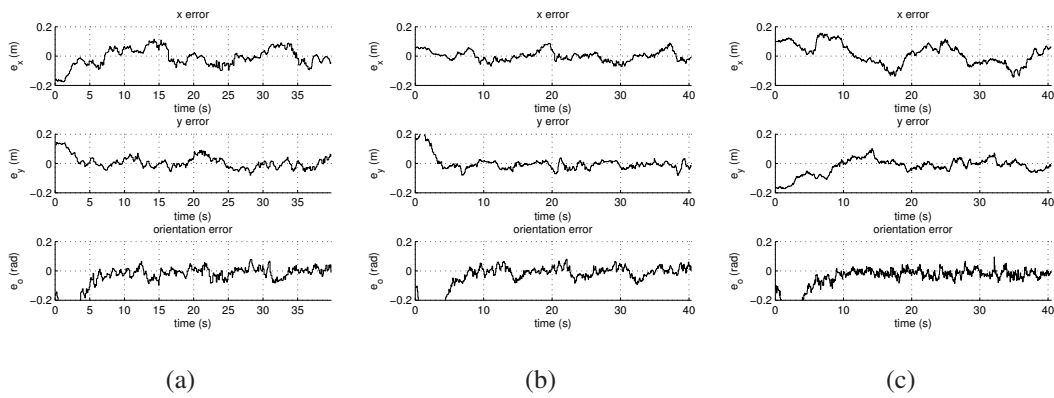 x error
0.2
0
−0.2
e_x (m)
0 5 10 15 20 25 30 35
time (s)
y error
0.2
0
−0.2
e_y (m)
0 5 10 15 20 25 30 35
time (s)
orientation error
0.2
0
−0.2
e_o (rad)
0 5 10 15 20 25 30 35
time (s)
(a)
x error
0.2
0
−0.2
e_x (m)
0 10 20 30 40
time (s)
y error
0.2
0
−0.2
e_y (m)
0 10 20 30 40
time (s)
orientation error
0.2
0
−0.2
e_o (rad)
0 10 20 30 40
time (s)
(b)
x error
0.2
0
−0.2
e_x (m)
0 10 20 30 40
time (s)
y error
0.2
0
−0.2
e_y (m)
0 10 20 30 40
time (s)
orientation error
0.2
0
−0.2
e_o (rad)
0 10 20 30 40
time (s)
(c)